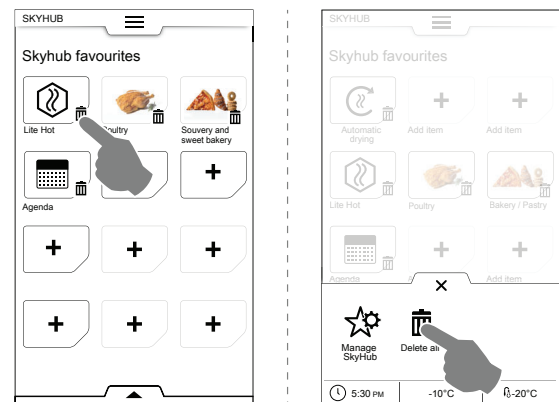 SKYHUB
Skyhub favourites
Lite Hot
Poultry
Souvery and
sweet bakery
Agenda
SKYHUB
Skyhub favourites
Automatic
drying
Add item
Add item
Lite Hot
Poultry
Bakery / Pastry
Agenda
Add item
Manage
SkyHub
Delete all
5:30 PM
-10°C
-20°C